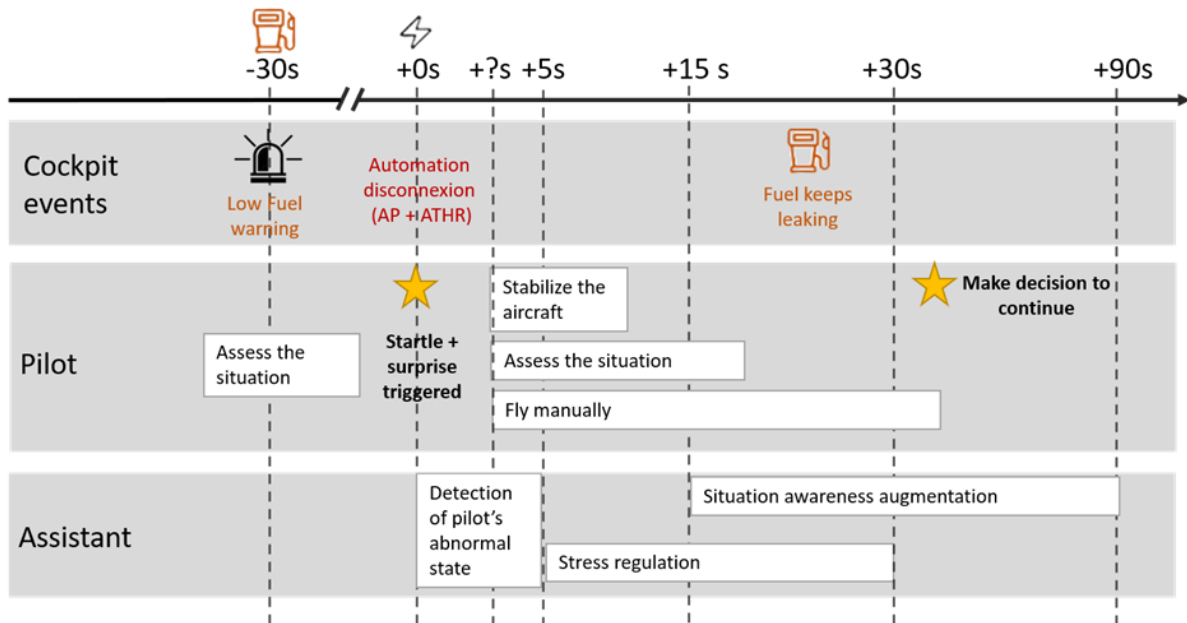 -30s
+0s
+?s
+5s
+15 s
+30s
+90s
Cockpit
events
Low Fuel
warning
Automation
disconnexion
(AP + ATHR)
Fuel keeps
leaking
Pilot
Assess the
situation
Startle +
surprise
triggered
Stabilize the
aircraft
Assess the situation
Fly manually
Make decision to
continue
Assistant
Detection
of pilot's
abnormal
state
Situation awareness augmentation
Stress regulation